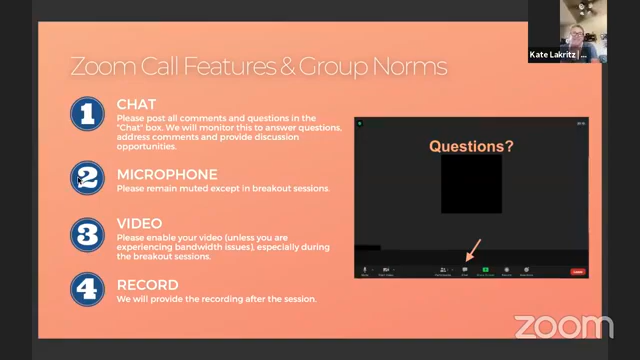 Kate Lakritz |...
Zoom Call Features & Group Norms
1
CHAT
Please post all comments and questions in the
"Chat" box. We will monitor this to answer questions,
address comments and provide discussion
opportunities.
2
MICROPHONE
Please remain muted except in breakout sessions.
3
VIDEO
Please enable your video (unless you are
experiencing bandwidth issues), especially during
the breakout sessions.
4
RECORD
We will provide the recording after the session.
Questions?
zoom